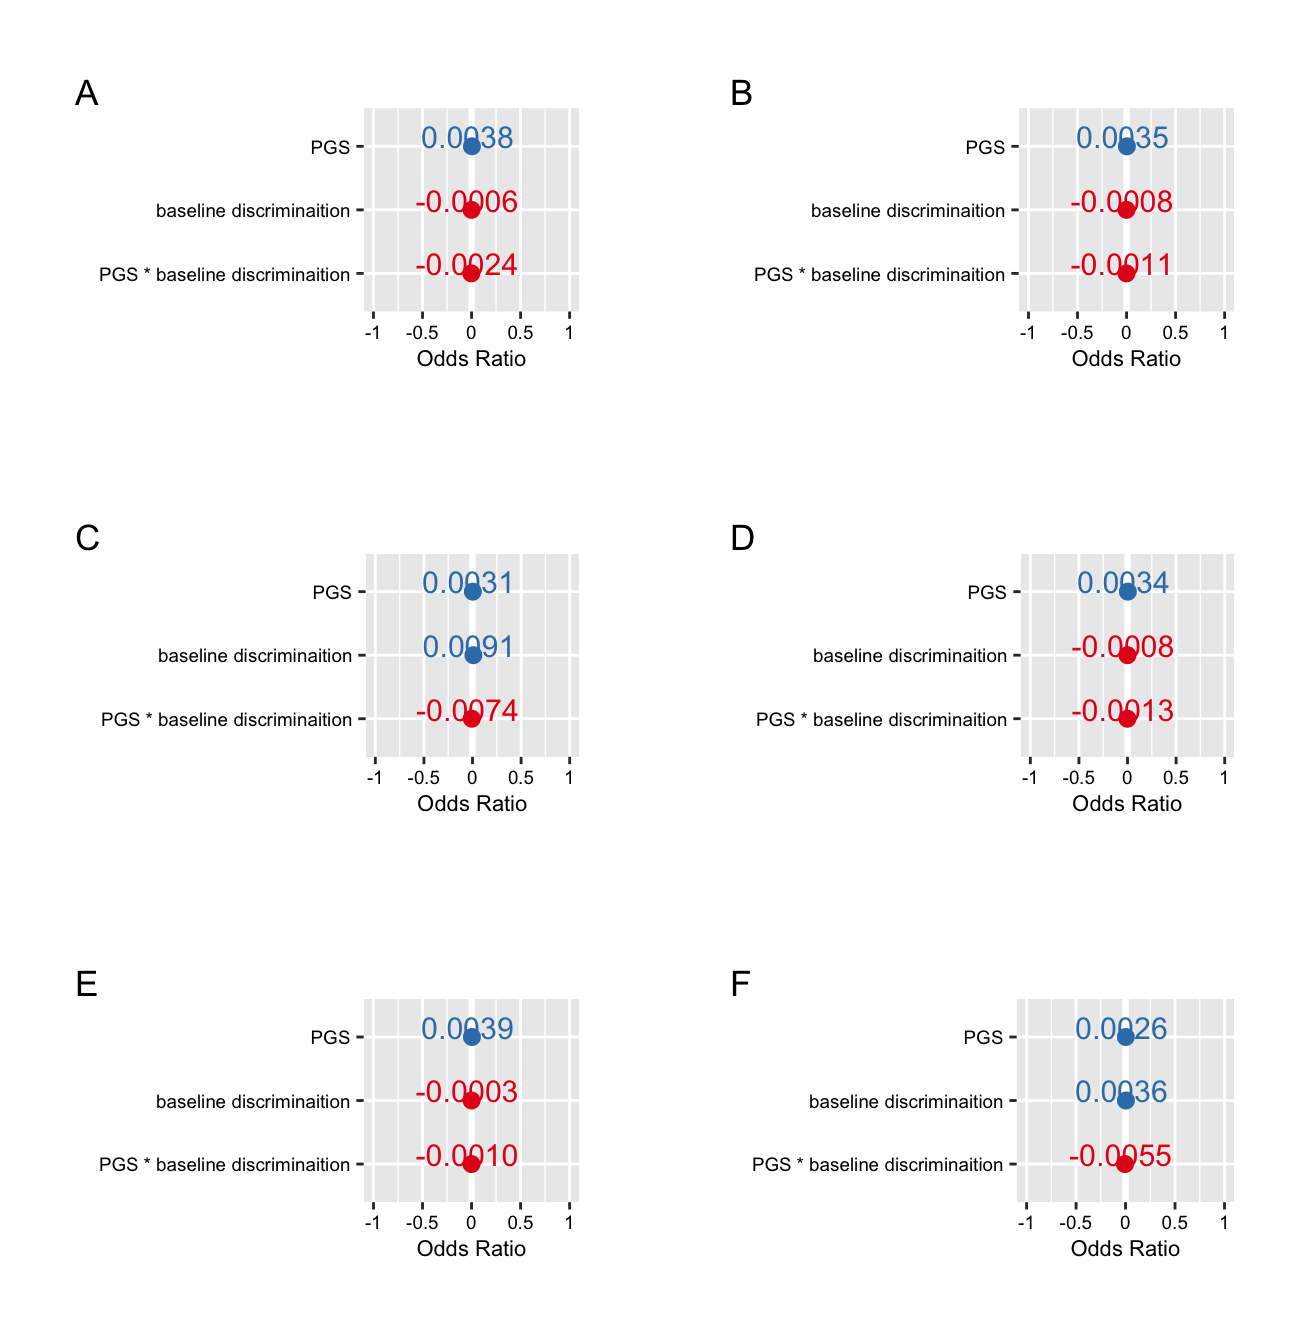 A
PGS
0.0038
baseline discriminaition
-0.0006
PGS * baseline discriminaition
-0.0024
-1 -0.5 0 0.5 1
Odds Ratio
B
PGS
0.0035
baseline discriminaition
-0.0008
PGS * baseline discriminaition
-0.0011
-1 -0.5 0 0.5 1
Odds Ratio
C
PGS
0.0031
baseline discriminaition
0.0091
PGS * baseline discriminaition
-0.0074
-1 -0.5 0 0.5 1
Odds Ratio
D
PGS
0.0034
baseline discriminaition
-0.0008
PGS * baseline discriminaition
-0.0013
-1 -0.5 0 0.5 1
Odds Ratio
E
PGS
0.0039
baseline discriminaition
-0.0003
PGS * baseline discriminaition
-0.0010
-1 -0.5 0 0.5 1
Odds Ratio
F
PGS
0.0026
baseline discriminaition
0.0036
PGS * baseline discriminaition
-0.0055
-1 -0.5 0 0.5 1
Odds Ratio